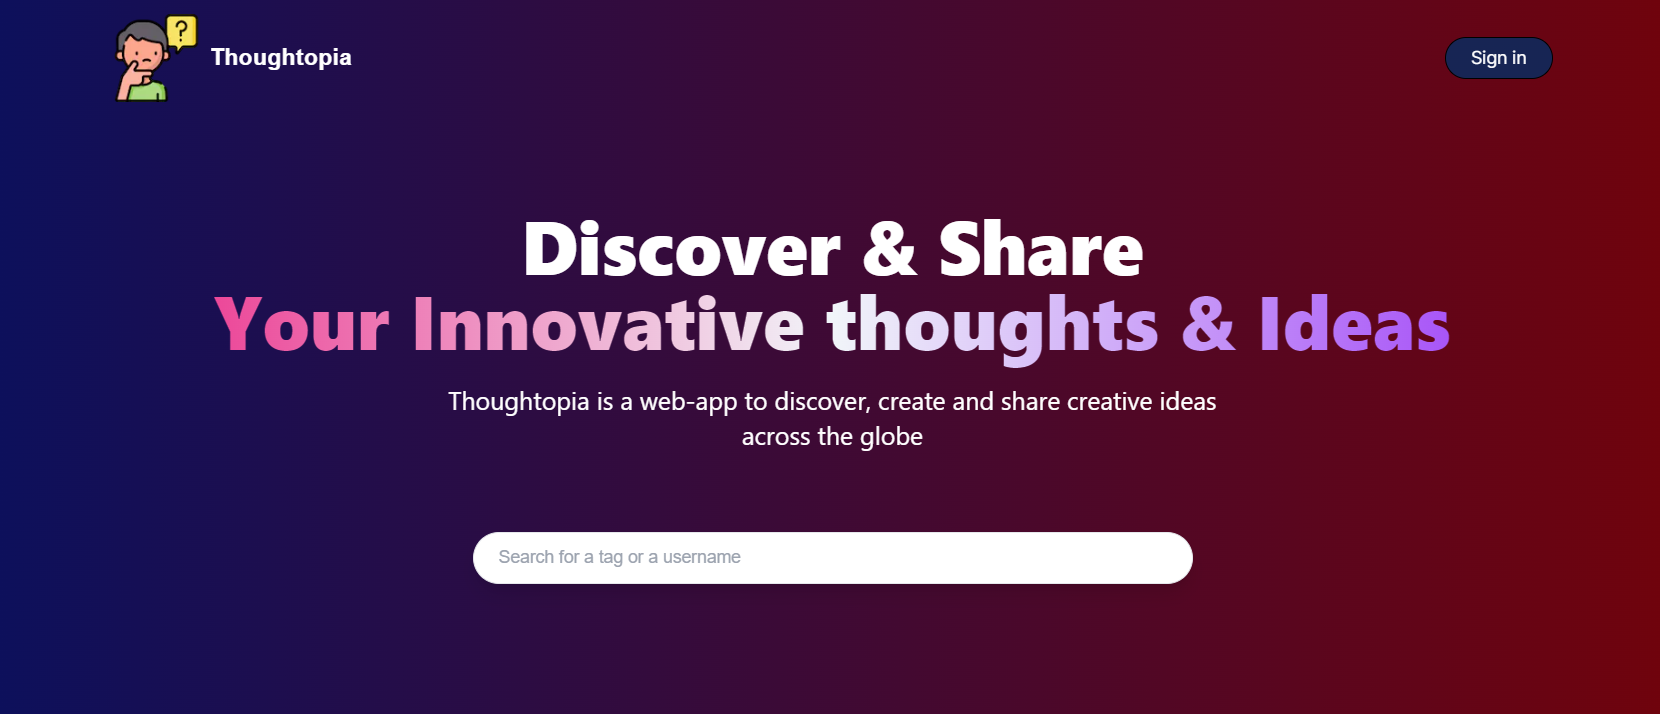 ?
Thoughtopia
Sign in
Discover & Share
Your Innovative thoughts & Ideas
Thoughtopia is a web-app to discover, create and share creative ideas
across the globe
Search for a tag or a username